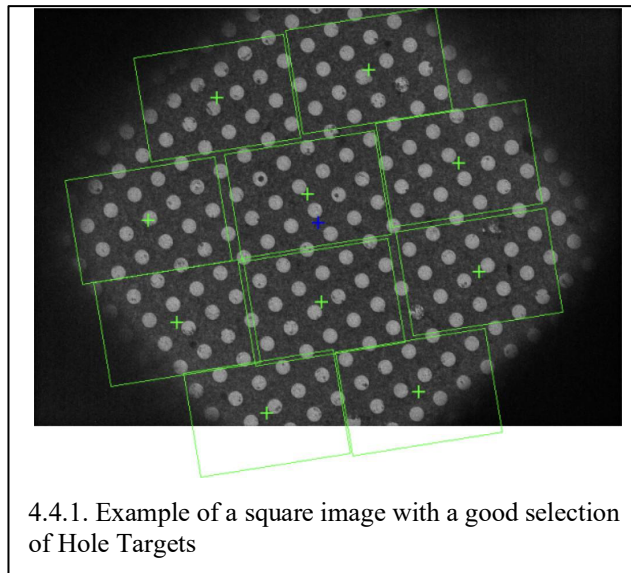 4.4.1. Example of a square image with a good selection
of Hole Targets